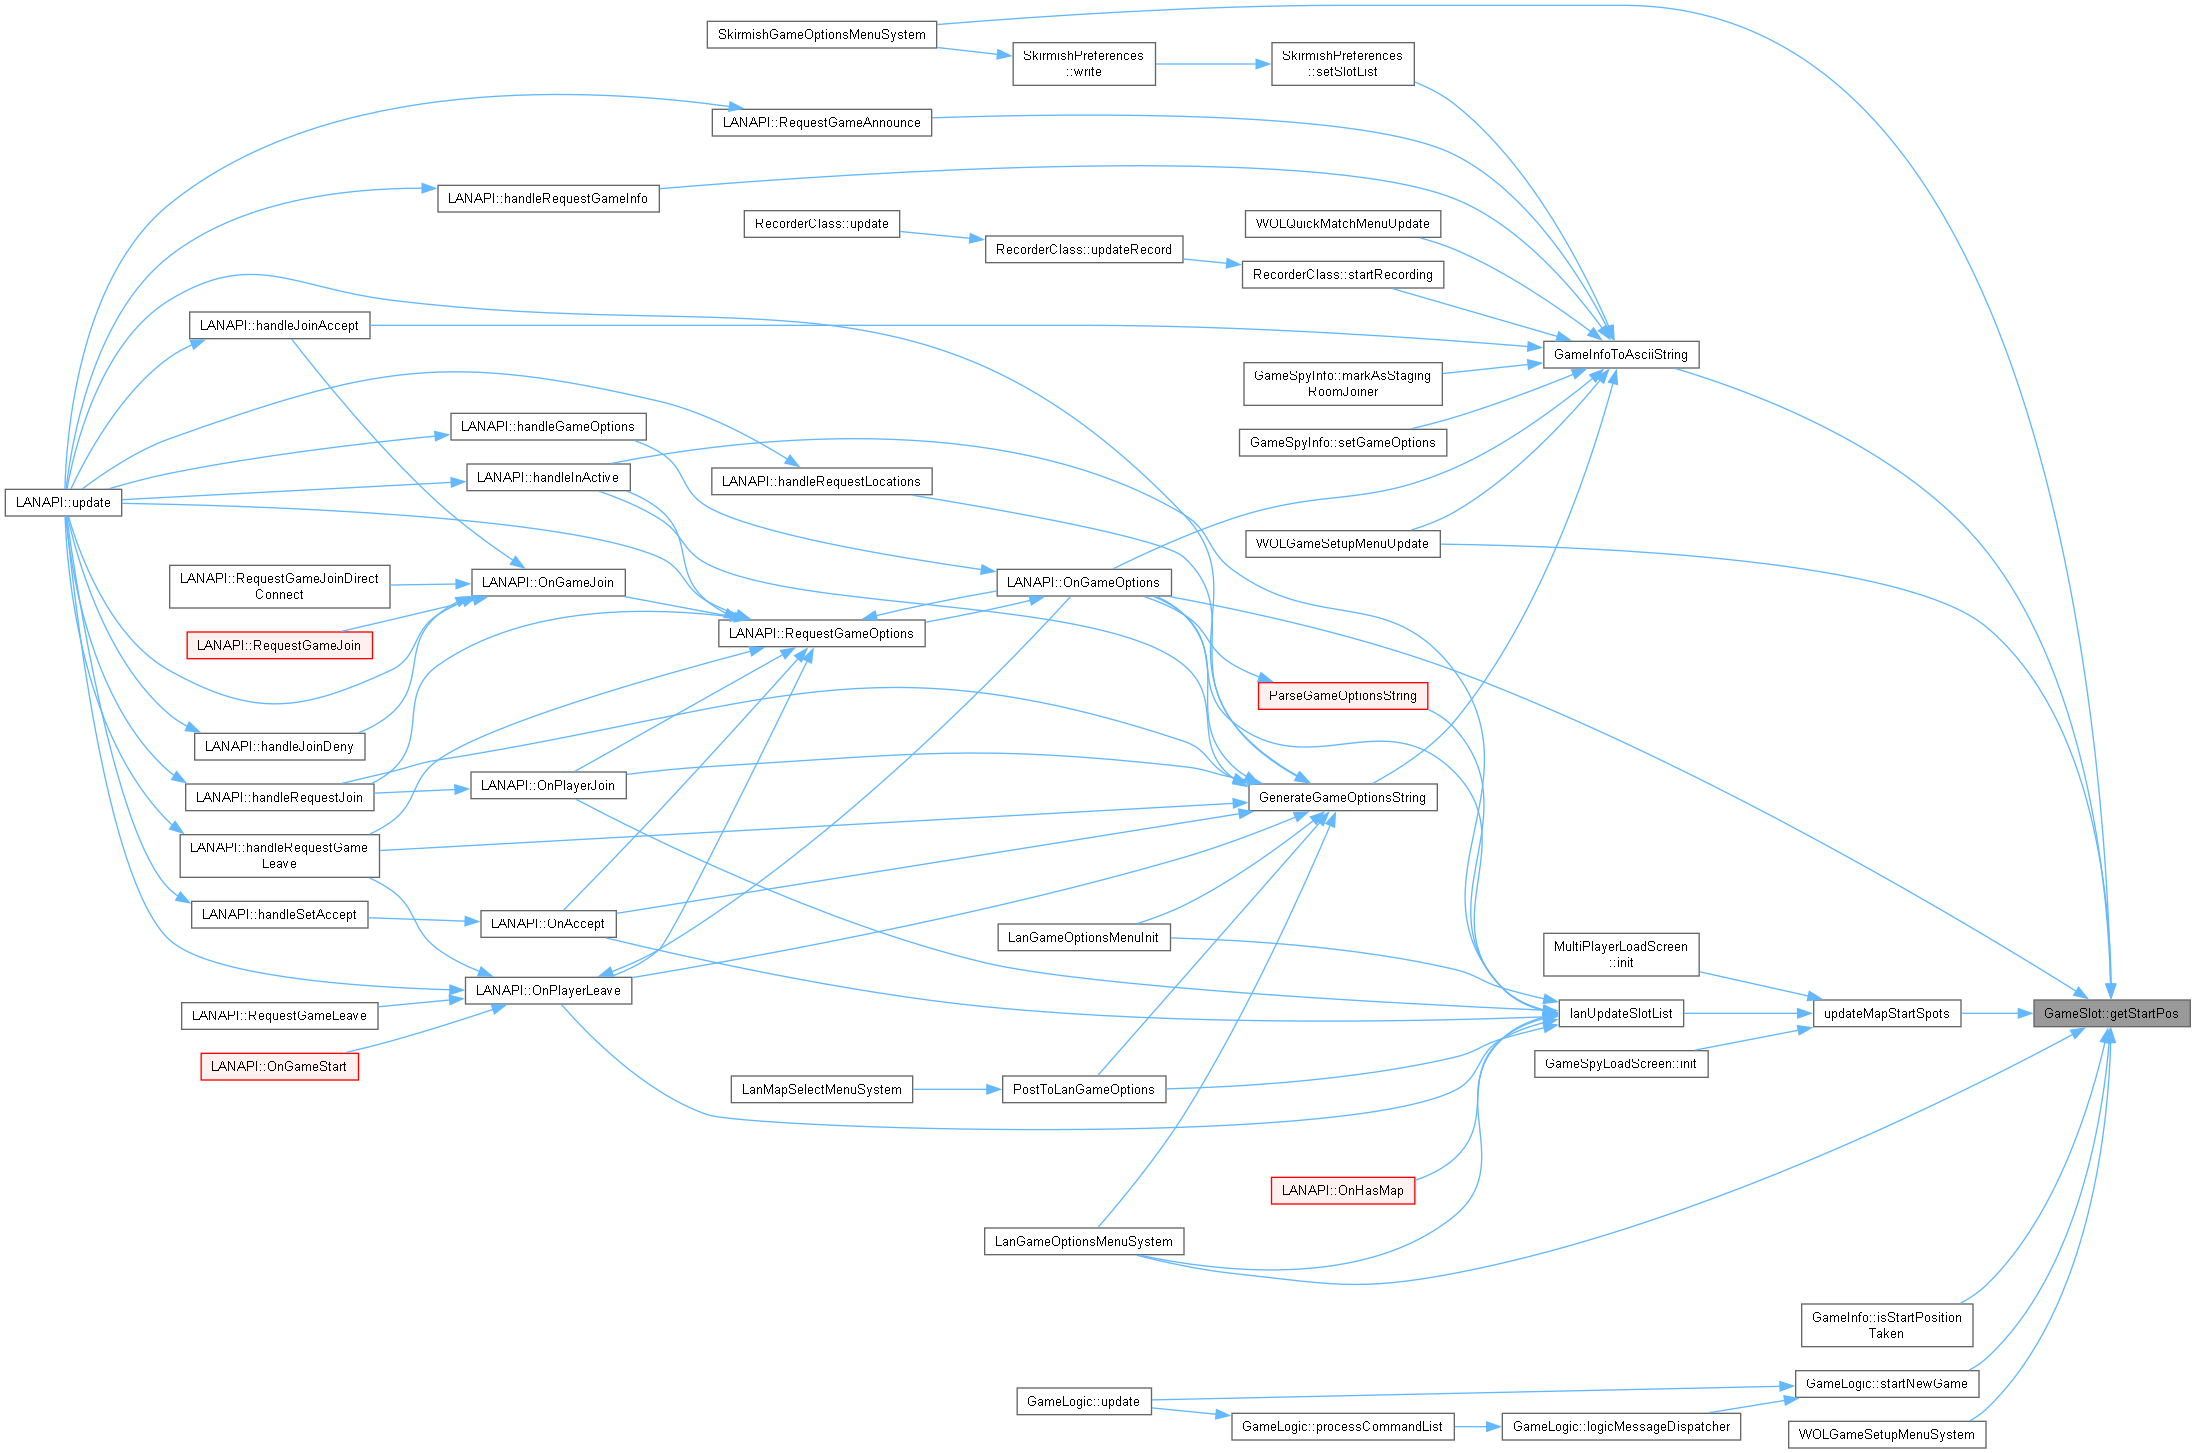 SkirmishGameOptionsMenuSystem
SkirmishPreferences
::write
SkirmishPreferences
::setSlotList
LANAPI::RequestGameAnnounce
LANAPI::handleRequestGameInfo
RecorderClass::update
WOLQuickMatchMenuUpdate
RecorderClass::updateRecord
RecorderClass::startRecording
LANAPI::handleJoinAccept
GameInfoToAsciiString
GameSpyInfo::markAsStaging
RoomJoiner
LANAPI::handleGameOptions
GameSpyInfo::setGameOptions
LANAPI::handleInActive
LANAPI::handleRequestLocations
LANAPI::update
WOLGameSetupMenuUpdate
LANAPI::RequestGameJoinDirect
Connect
LANAPI::OnGameJoin
LANAPI::OnGameOptions
LANAPI::RequestGameOptions
LANAPI::RequestGameJoin
ParseGameOptionsString
LANAPI::handleJoinDeny
LANAPI::OnPlayerJoin
LANAPI::handleRequestJoin
GenerateGameOptionsString
LANAPI::handleRequestGame
Leave
LANAPI::handleSetAccept
LANAPI::OnAccept
LanGameOptionsMenuInit
MultiPlayerLoadScreen
::init
LANAPI::OnPlayerLeave
LANAPI::RequestGameLeave
lanUpdateSlotList
updateMapStartSpots
GameSlot::getStartPos
LANAPI::OnGameStart
GameSpyLoadScreen::init
LanMapSelectMenuSystem
PostToLanGameOptions
LANAPI::OnHasMap
LanGameOptionsMenuSystem
GameInfo::isStartPosition
Taken
GameLogic::startNewGame
GameLogic::update
GameLogic::processCommandList
GameLogic::logicMessageDispatcher
WOLGameSetupMenuSystem